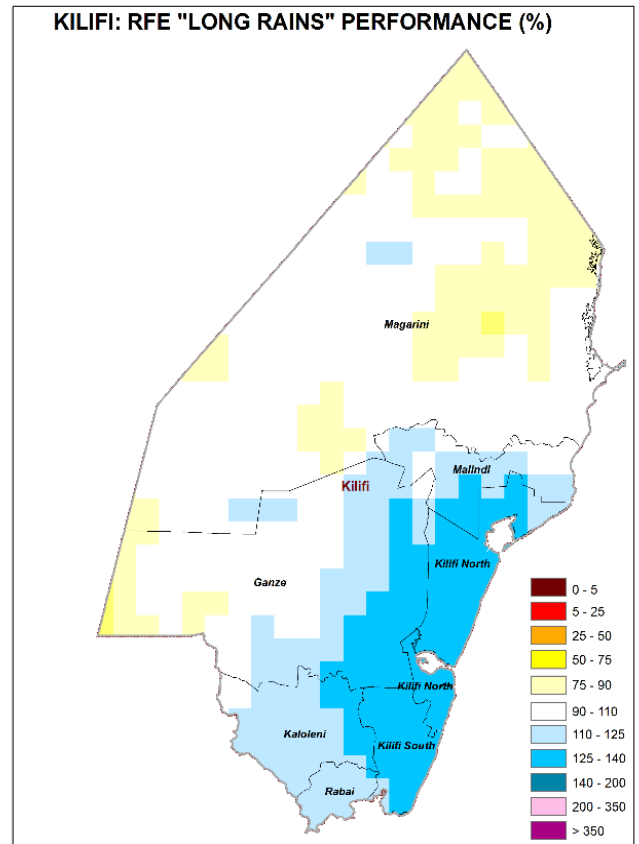 KILIFI: RFE "LONG RAINS" PERFORMANCE (%)
Magarini
Malindi
Kilifi
Kilifi North
Ganze
Kilifi North
Kaloleni
Kilifi South
Rabai
0 - 5
5 - 25
25 - 50
50 - 75
75 - 90
90 - 110
110 - 125
125 - 140
140 - 200
200 - 350
> 350